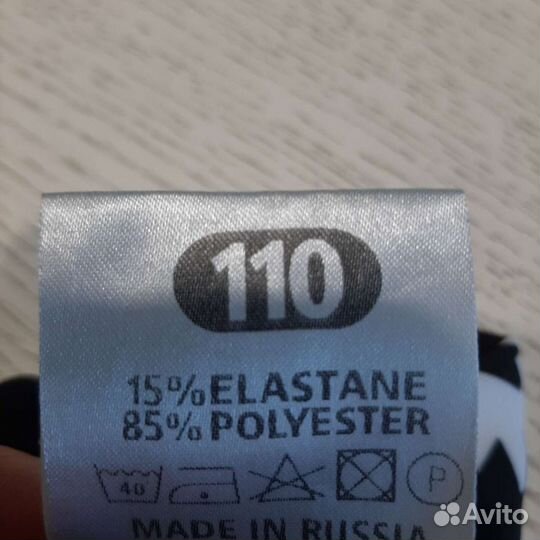 110
15% ELASTANE
85% POLYESTER
40 P
MADE IN RUSSIA
Avito